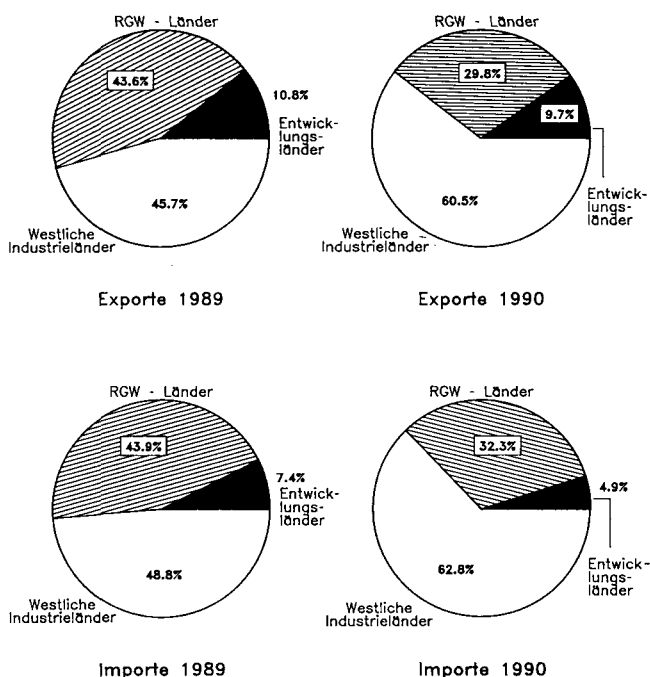 RGW - Länder
43.6%
10.8%
Entwick-
lungs-
länder
45.7%
Westliche
Industrieländer
Exporte 1989
RGW - Länder
29.8%
9.7%
Entwick-
lungs-
länder
60.5%
Westliche
Industrieländer
Exporte 1990
RGW - Länder
43.9%
7.4%
Entwick-
lungs-
länder
48.8%
Westliche
Industrieländer
Importe 1989
RGW - Länder
32.3%
4.9%
Entwick-
lungs-
länder
62.8%
Westliche
Industrieländer
Importe 1990